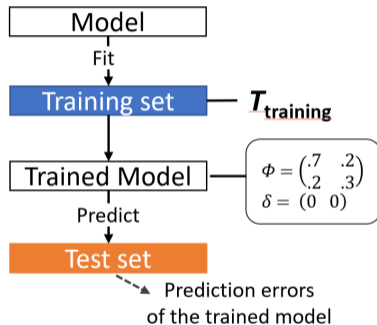 Model
Fit
Training set
T_training
Trained Model
Φ = (.7 .2
.2 .3)
δ = (0 0)
Predict
Test set
Prediction errors
of the trained model